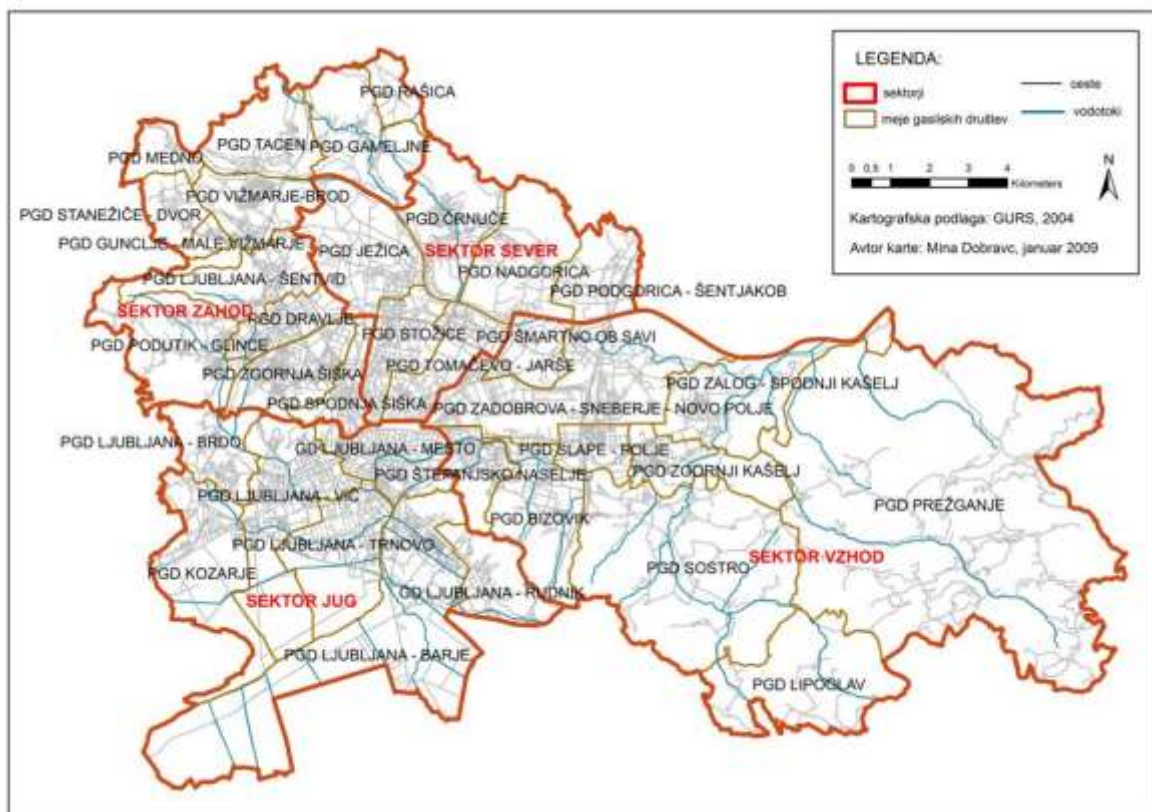 LEGENDA:
sektorji
ceste
meje gasilskih društev
vodotoki
0 0,5 1 2 3 4
Kilometers
N
Kartografska podlaga: GURS, 2004
Avtor karte: Mina Dobravc, januar 2009
PGD RAŠICA
PGD TACEN
PGD GAMELJNE
PGD MEDNO
PGD VIŽMARJE-BROD
PGD STANEŽIČE - DVOR
PGD ČRNUČE
PGD GUNCLJE - MALE VIŽMARJE
PGD JEŽICA
SEKTOR SEVER
PGD LJUBLJANA - ŠENTVID
PGD NADGORICA
PGD PODGORICA - ŠENTJAKOB
SEKTOR ZAHOD
PGD DRAVLJE
PGD STOŽICE
PGD ŠMARTNO OB SAVI
PGD PODUTIK - GLINCE
PGD TOMAČEVO - JARŠE
PGD ZGORNJA ŠIŠKA
PGD ZALOG - SPODNJI KAŠELJ
PGD SPODNJA ŠIŠKA
PGD ZADOBROVA - SNEBERJE - NOVO POLJE
PGD LJUBLJANA - BRDO
GD LJUBLJANA - MESTO
PGD SLAPE - POLJE
PGD ŠTEPANJSKO NASELJE
PGD ZGORNJI KAŠELJ
PGD LJUBLJANA - VIČ
PGD PREŽGANJE
PGD BIZOVIK
PGD LJUBLJANA - TRNOVO
SEKTOR VZHOD
PGD KOZARJE
PGD SOSTRO
GD LJUBLJANA - RUDNIK
SEKTOR JUG
PGD LJUBLJANA - BARJE
PGD LIPOGLAV